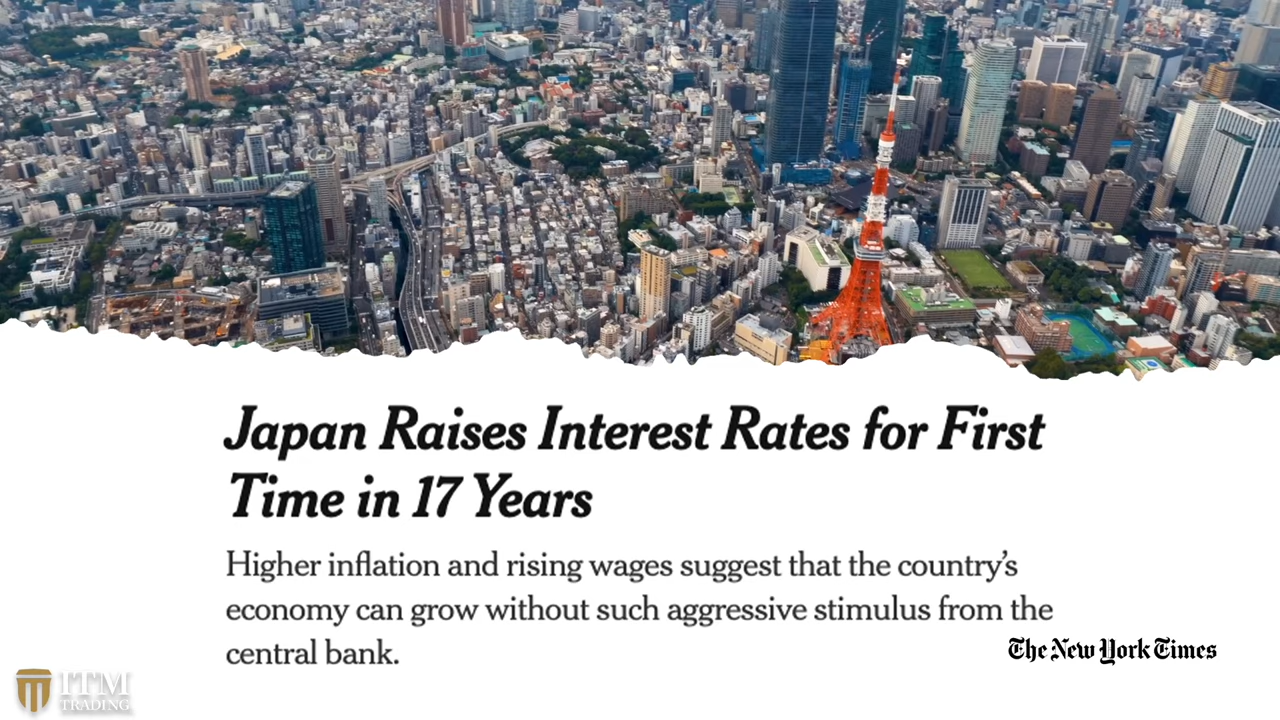 Japan Raises Interest Rates for First
Time in 17 Years
Higher inflation and rising wages suggest that the country’s
economy can grow without such aggressive stimulus from the
central bank.
The New York Times
ITM
TRADING